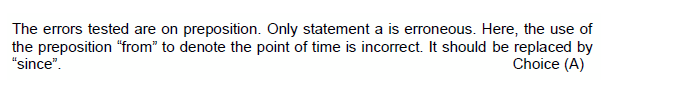 The errors tested are on preposition. Only statement a is erroneous. Here, the use of
the preposition “from” to denote the point of time is incorrect. It should be replaced by
“since”. Choice (A)